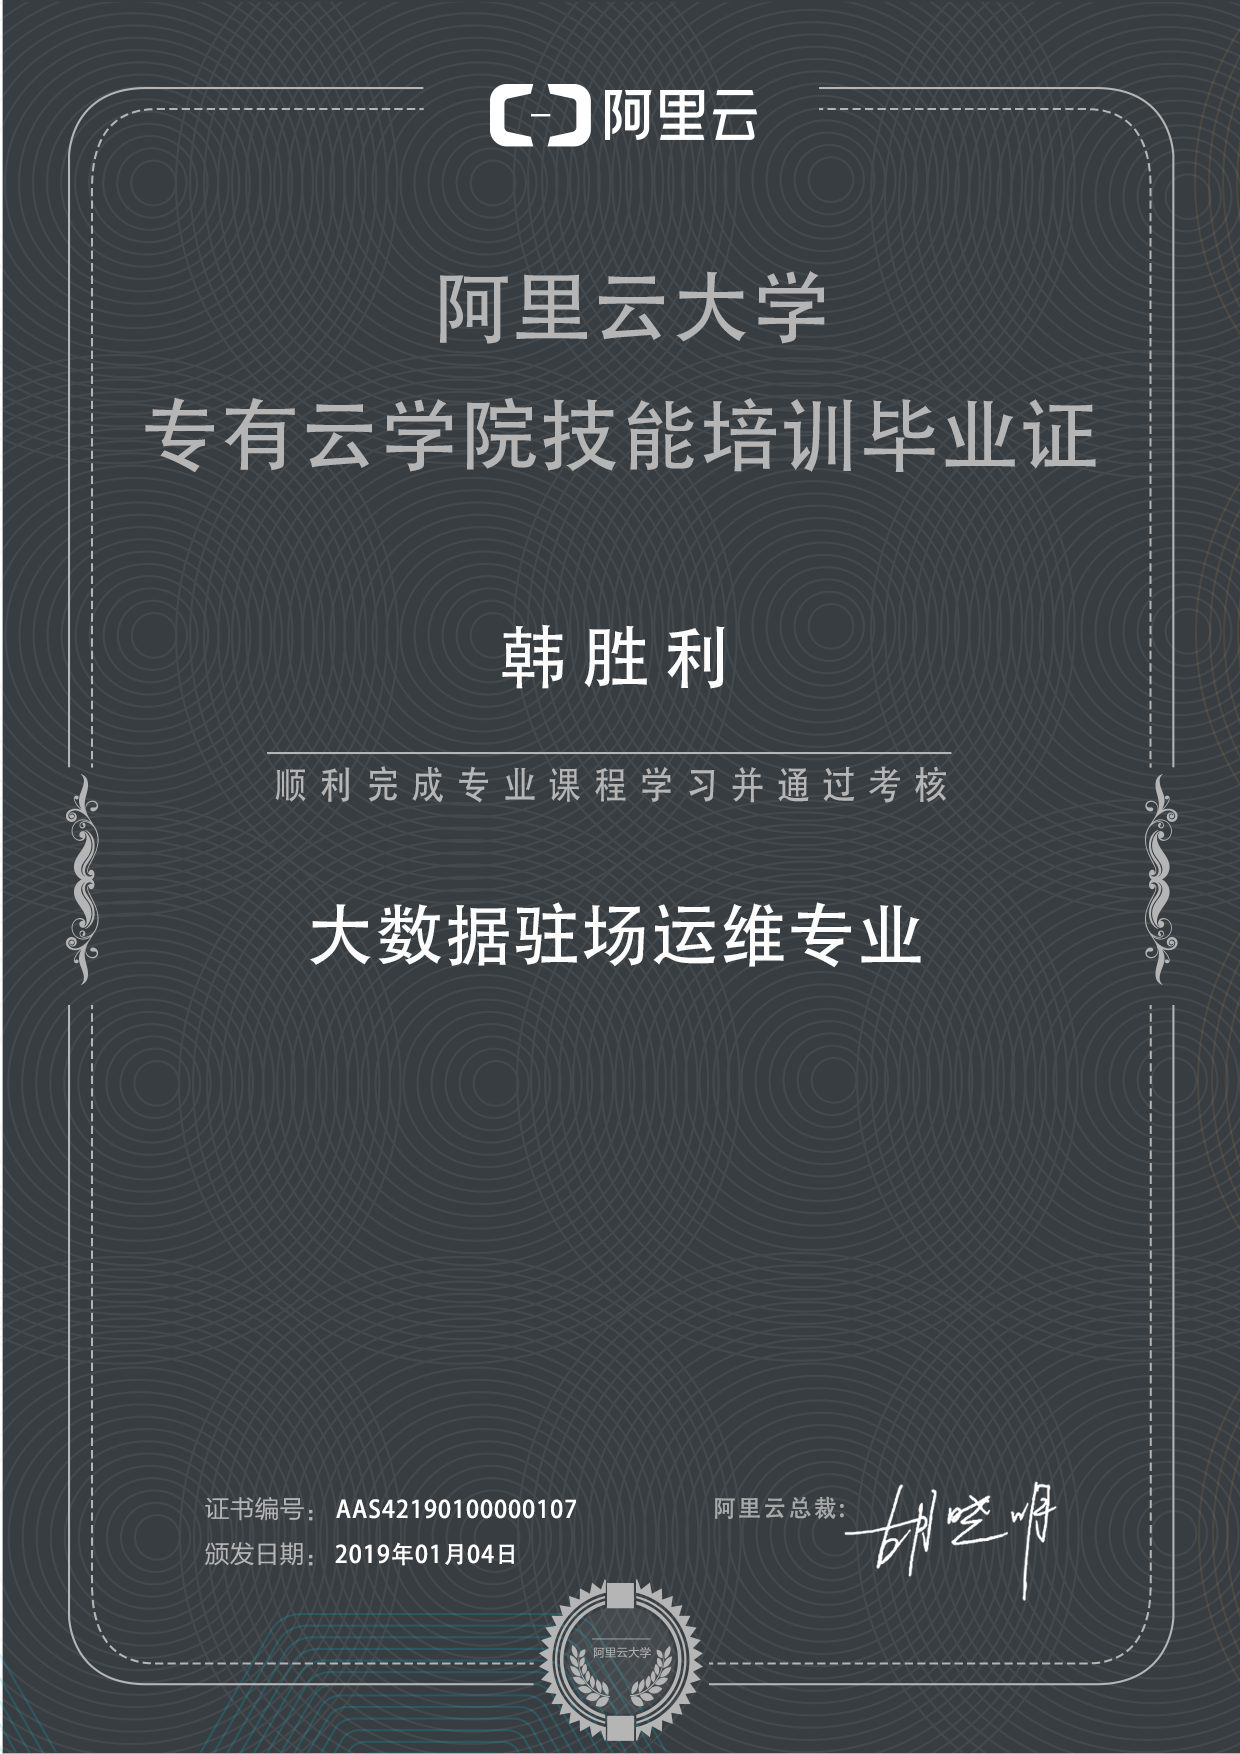 阿里云
阿里云大学
专有云学院技能培训毕业证
韩胜利
顺利完成专业课程学习并通过考核
大数据驻场运维专业
证书编号：AAS42190100000107
颁发日期：2019年01月04日
阿里云总裁:胡晓明
阿里云大学